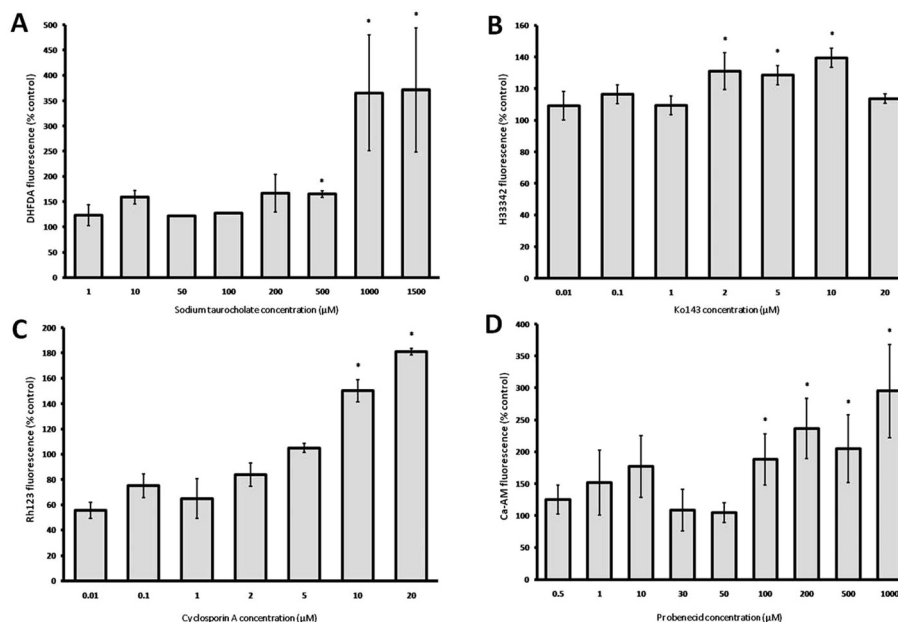 A
DHFDA fluorescence (% control)
500
450
400
350
300
250
200
150
100
50
0
* * *
1 10 50 100 200 500 1000 1500
Sodium taurocholate concentration (µM)
B
H33342 fluorescence (% control)
160
140
120
100
80
60
40
20
0
* * *
0.01 0.1 1 2 5 10 20
Ko143 concentration (µM)
C
Rh123 fluorescence (% control)
200
180
160
140
120
100
80
60
40
20
0
* *
0.01 0.1 1 2 5 10 20
Cyclosporin A concentration (µM)
D
Ca-AM fluorescence (% control)
400
350
300
250
200
150
100
50
0
* * * *
0.5 1 10 30 50 100 200 500 1000
Probenecid concentration (µM)